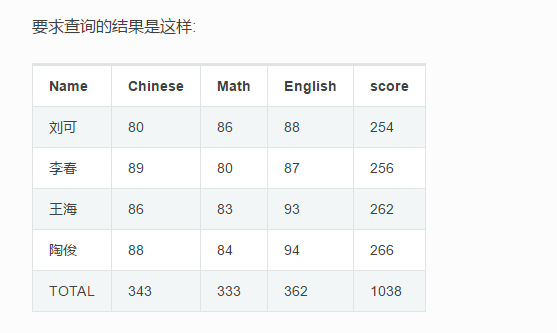 要求查询的结果是这样:
Name Chinese Math English score
刘可 80 86 88 254
李春 89 80 87 256
王海 86 83 93 262
陶俊 88 84 94 266
TOTAL 343 333 362 1038